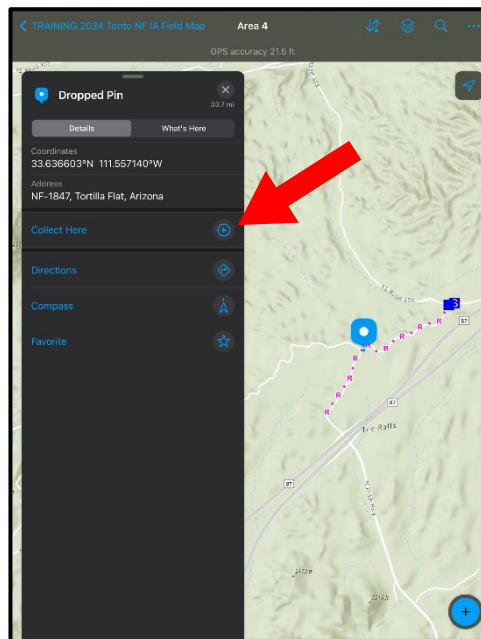 TRAINING 2024 Tonto NF IA Field Map
Area 4
GPS accuracy 21.5 ft
Dropped Pin
33.7 mi
Details
What's Here
Coordinates
33.636603°N 111.557140°W
Address
NF-1847, Tortilla Flat, Arizona
Collect Here
Directions
Compass
Favorite
87
R
R
R
R
R
R
R
87
The Rolls
87
+